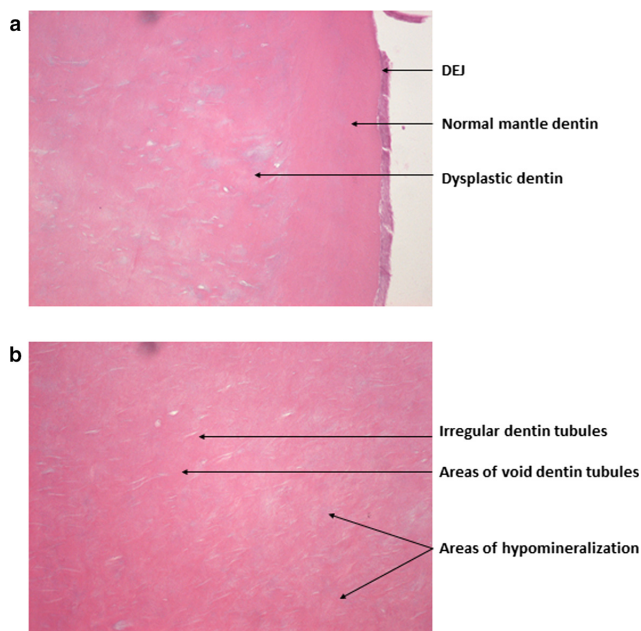 a
DEJ
Normal mantle dentin
Dysplastic dentin
b
Irregular dentin tubules
Areas of void dentin tubules
Areas of hypomineralization